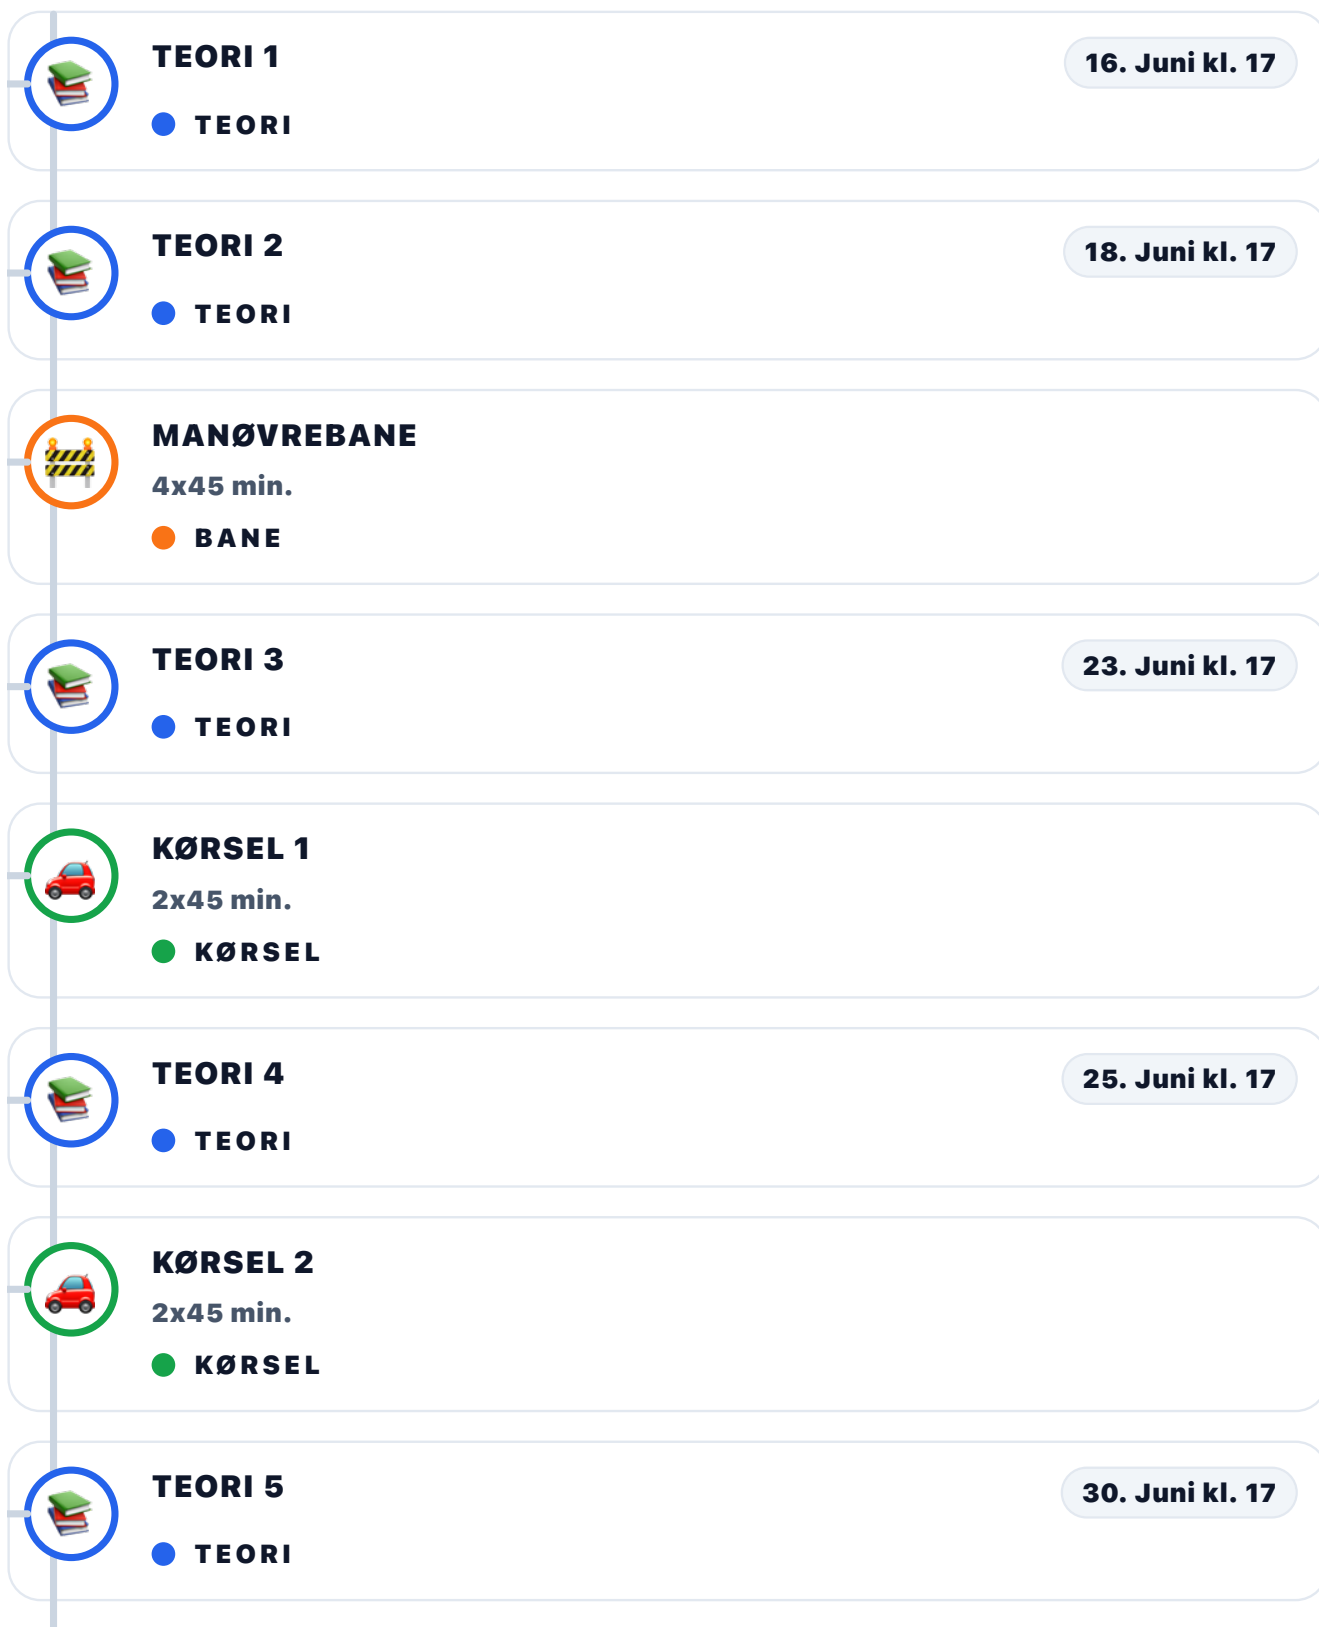 TEORI 1
16. Juni kl. 17
TEORI
TEORI 2
18. Juni kl. 17
TEORI
MANØVREBANE
4x45 min.
BANE
TEORI 3
23. Juni kl. 17
TEORI
KØRSEL 1
2x45 min.
KØRSEL
TEORI 4
25. Juni kl. 17
TEORI
KØRSEL 2
2x45 min.
KØRSEL
TEORI 5
30. Juni kl. 17
TEORI